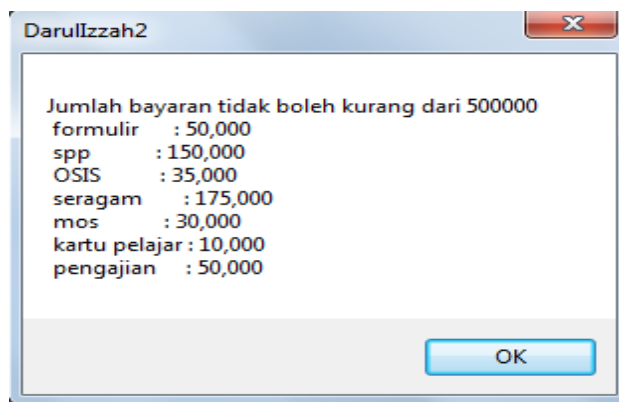 DarulIzzah2
Jumlah bayaran tidak boleh kurang dari 500000
formulir : 50,000
spp : 150,000
OSIS : 35,000
seragam : 175,000
mos : 30,000
kartu pelajar : 10,000
pengajian : 50,000
OK